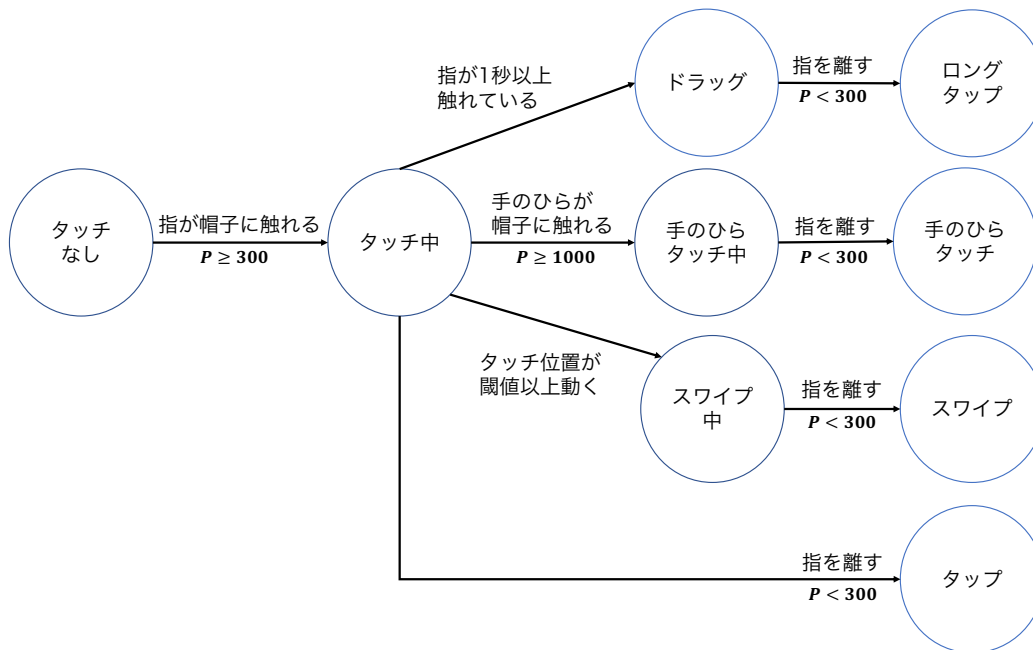 指が1秒以上
触れている
ドラッグ
指を離す
P < 300
ロング
タップ
タッチ
なし
指が帽子に触れる
P ≥ 300
タッチ中
手のひらが
帽子に触れる
P ≥ 1000
手のひら
タッチ中
指を離す
P < 300
手のひら
タッチ
タッチ位置が
閾値以上動く
スワイプ
中
指を離す
P < 300
スワイプ
指を離す
P < 300
タップ